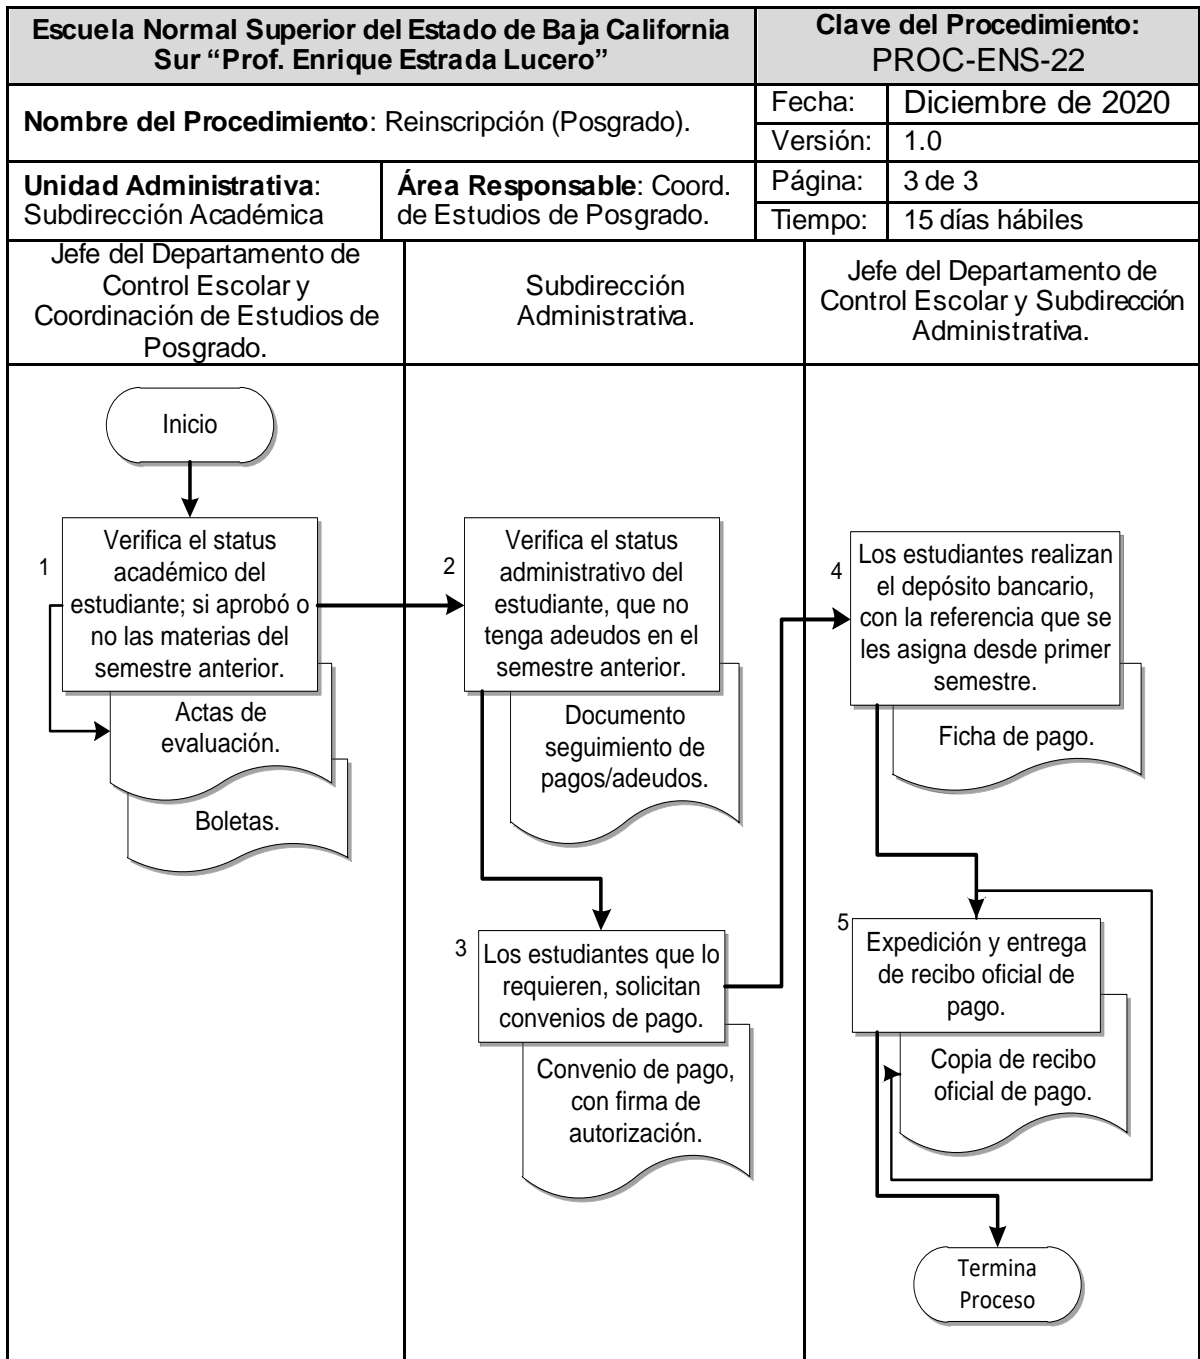 Escuela Normal Superior del Estado de Baja California
Sur “Prof. Enrique Estrada Lucero”
Clave del Procedimiento:
PROC-ENS-22
Nombre del Procedimiento: Reinscripción (Posgrado).
Fecha:
Diciembre de 2020
Versión:
1.0
Unidad Administrativa:
Subdirección Académica
Área Responsable: Coord.
de Estudios de Posgrado.
Página:
3 de 3
Tiempo:
15 días hábiles
Jefe del Departamento de
Control Escolar y
Coordinación de Estudios de
Posgrado.
Subdirección
Administrativa.
Jefe del Departamento de
Control Escolar y Subdirección
Administrativa.
Inicio
1
Verifica el status
académico del
estudiante; si aprobó o
no las materias del
semestre anterior.
Actas de
evaluación.
Boletas.
2
Verifica el status
administrativo del
estudiante, que no
tenga adeudos en el
semestre anterior.
Documento
seguimiento de
pagos/adeudos.
3
Los estudiantes que lo
requieren, solicitan
convenios de pago.
Convenio de pago,
con firma de
autorización.
4
Los estudiantes realizan
el depósito bancario,
con la referencia que se
les asigna desde primer
semestre.
Ficha de pago.
5
Expedición y entrega
de recibo oficial de
pago.
Copia de recibo
oficial de pago.
Termina
Proceso